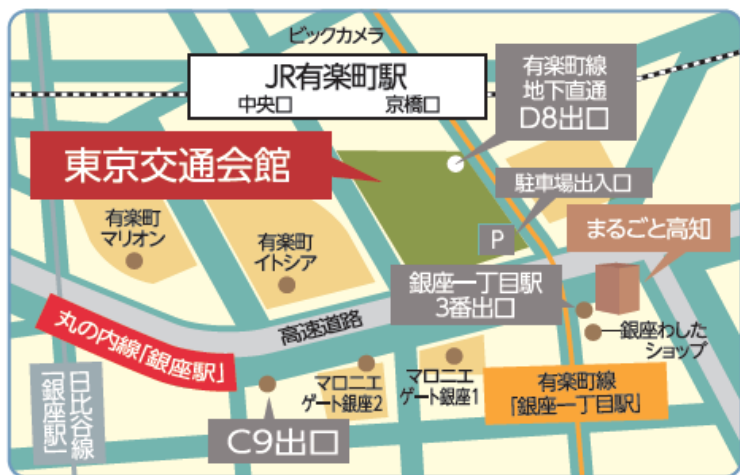 ビックカメラ
JR有楽町駅
中央口
京橋口
有楽町線
地下直通
D8出口
東京交通会館
駐車場出入口
P
有楽町
マリオン
有楽町
イトシア
まるごと高知
銀座一丁目駅
3番出口
高速道路
丸の内線「銀座駅」
銀座わした
ショップ
日比谷線
「銀座駅」
マロニエ
ゲート銀座2
マロニエ
ゲート銀座1
有楽町線
「銀座一丁目駅」
C9出口